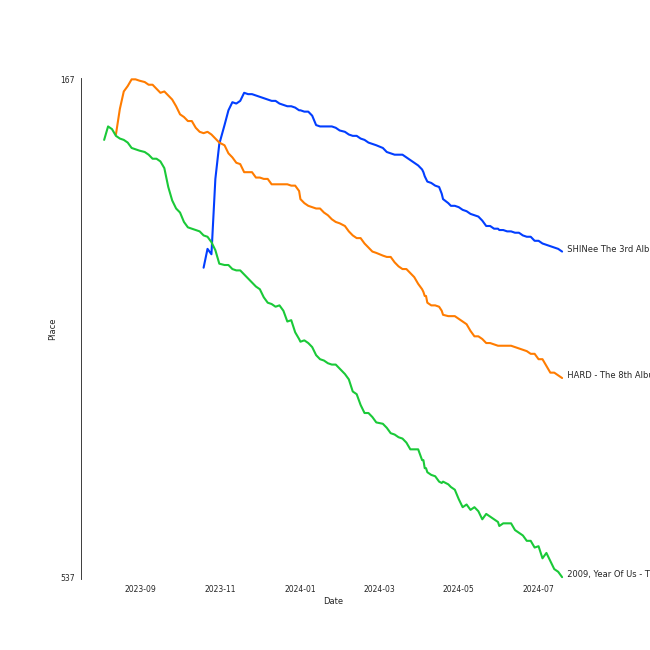 167
SHINee The 3rd Alb
HARD - The 8th Albu
2009, Year Of Us - T
537
2023-09 2023-11 2024-01 2024-03 2024-05 2024-07
Date
Place